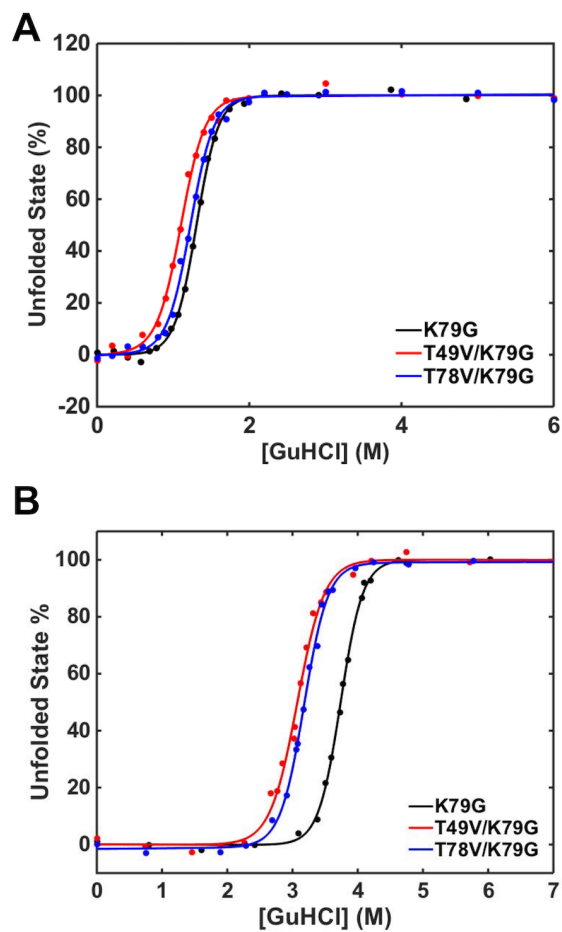 A
120
100
80
60
40
20
0
-20
Unfolded State (%)
K79G
T49V/K79G
T78V/K79G
0 2 4 6
[GuHCl] (M)
B
100
80
60
40
20
0
Unfolded State %
K79G
T49V/K79G
T78V/K79G
0 1 2 3 4 5 6 7
[GuHCl] (M)